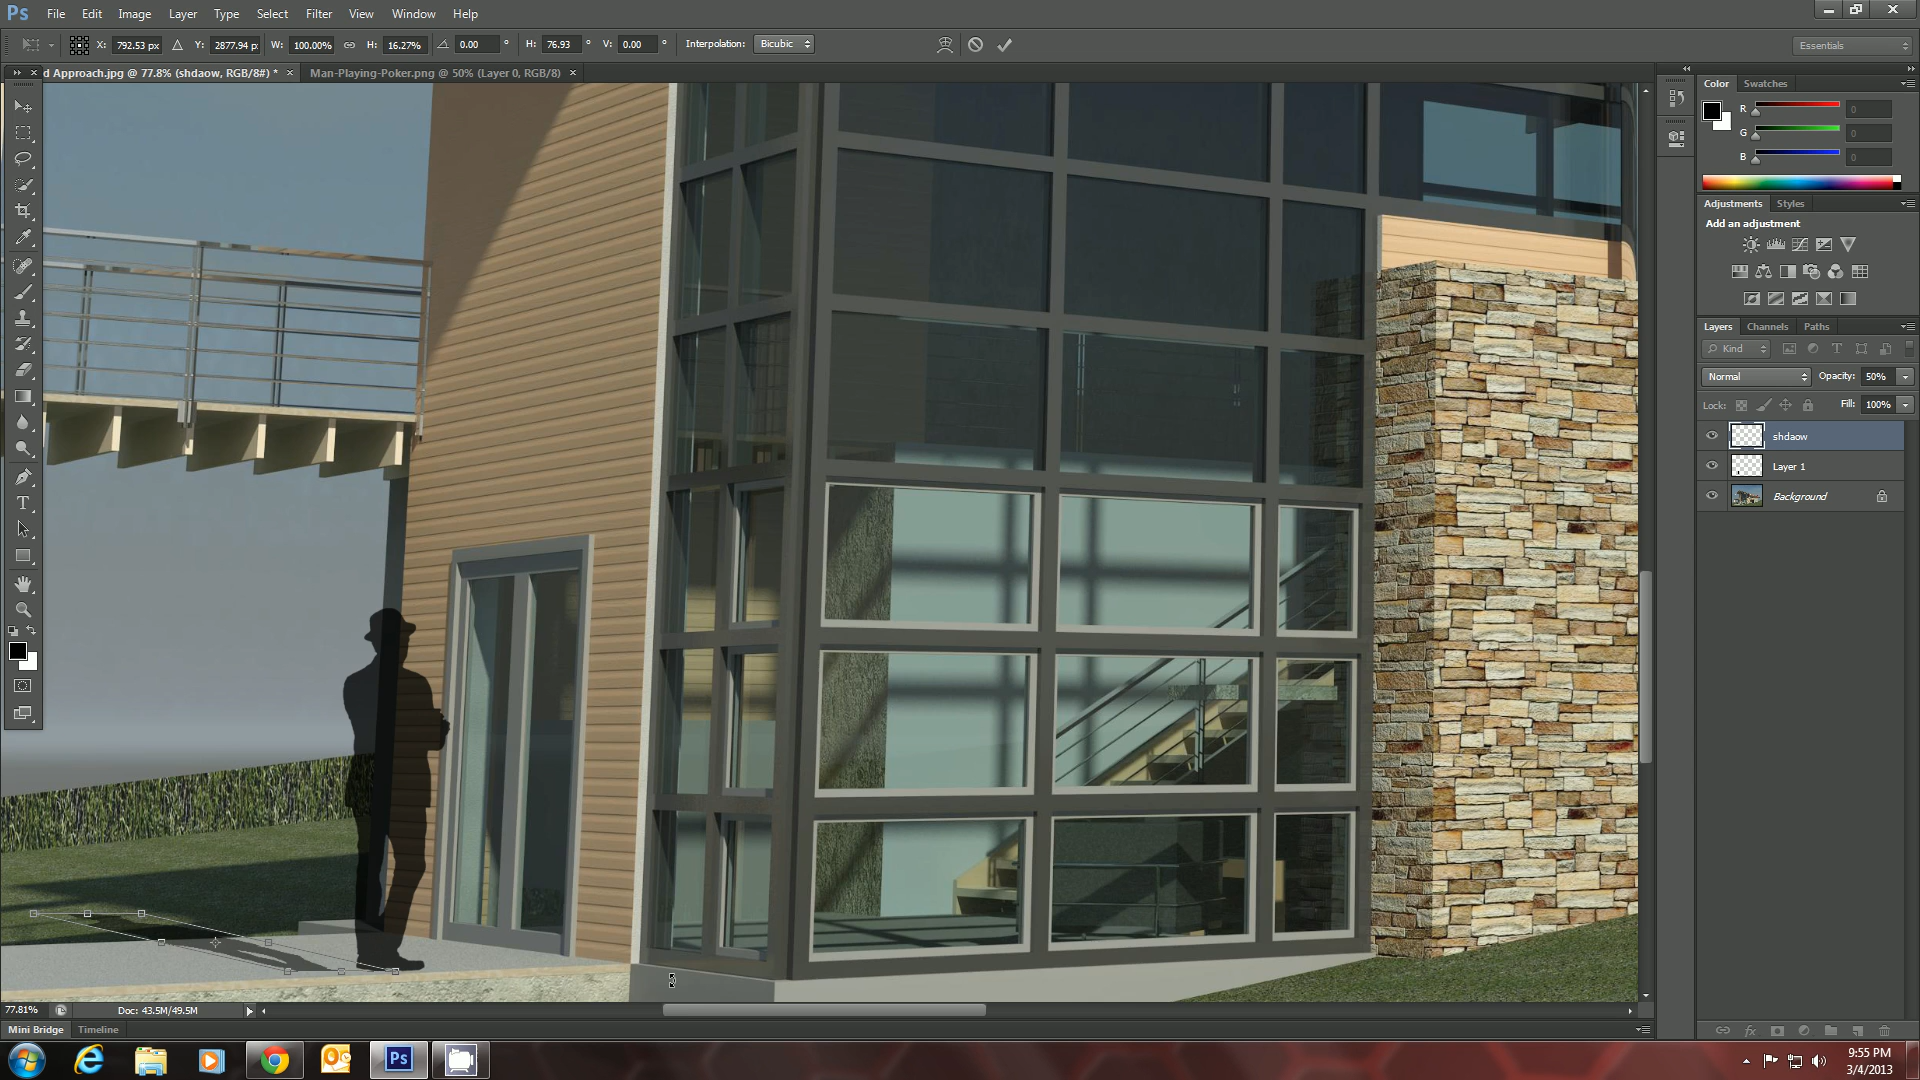 Ps File Edit Image Layer Type Select Filter View Window Help
X: 792.53 px Y: 2877.94 p W: 100.00% H: 16.27% 0.00 ° H: 76.93 ° V: 0.00 ° Interpolation: Bicubic Essentials
d Approach.jpg @ 77.8% (shdaow, RGB/8#) * × Man-Playing-Poker.png @ 50% (Layer 0, RGB/8) ×
Color Swatches
R 0
G 0
B 0
Adjustments Styles
Add an adjustment
Layers Channels Paths
Kind
Normal Opacity: 50%
Lock: Fill: 100%
shdaow
Layer 1
Background
77.81% Doc: 43.5M/49.5M
Mini Bridge Timeline
Ps
9:55 PM
3/4/2013